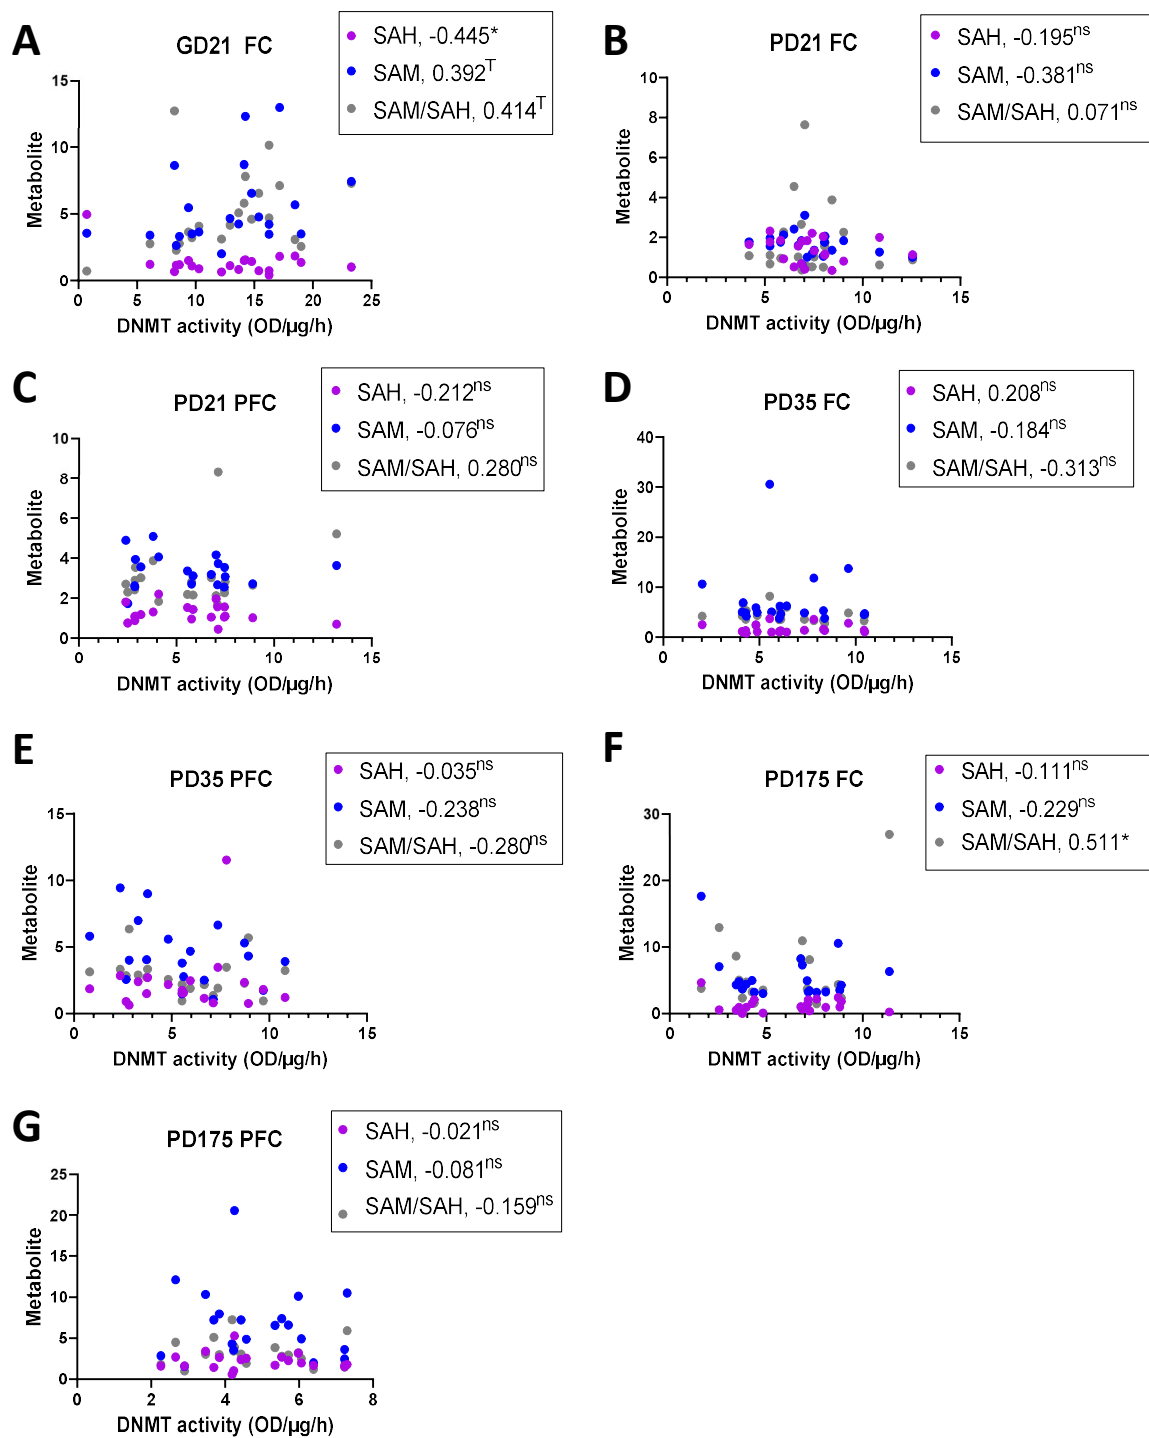 A
GD21 FC
SAH, -0.445*
SAM, 0.392T
SAM/SAH, 0.414T
15
10
5
0
Metabolite
0 5 10 15 20 25
DNMT activity (OD/µg/h)
B
PD21 FC
SAH, -0.195ns
SAM, -0.381ns
SAM/SAH, 0.071ns
10
8
6
4
2
0
Metabolite
0 5 10 15
DNMT activity (OD/µg/h)
C
PD21 PFC
SAH, -0.212ns
SAM, -0.076ns
SAM/SAH, 0.280ns
10
8
6
4
2
0
Metabolite
0 5 10 15
DNMT activity (OD/µg/h)
D
PD35 FC
SAH, 0.208ns
SAM, -0.184ns
SAM/SAH, -0.313ns
40
30
20
10
0
Metabolite
0 5 10 15
DNMT activity (OD/µg/h)
E
PD35 PFC
SAH, -0.035ns
SAM, -0.238ns
SAM/SAH, -0.280ns
15
10
5
0
Metabolite
0 5 10 15
DNMT activity (OD/µg/h)
F
PD175 FC
SAH, -0.111ns
SAM, -0.229ns
SAM/SAH, 0.511*
30
20
10
0
Metabolite
0 5 10 15
DNMT activity (OD/µg/h)
G
PD175 PFC
SAH, -0.021ns
SAM, -0.081ns
SAM/SAH, -0.159ns
25
20
15
10
5
0
Metabolite
0 2 4 6 8
DNMT activity (OD/µg/h)